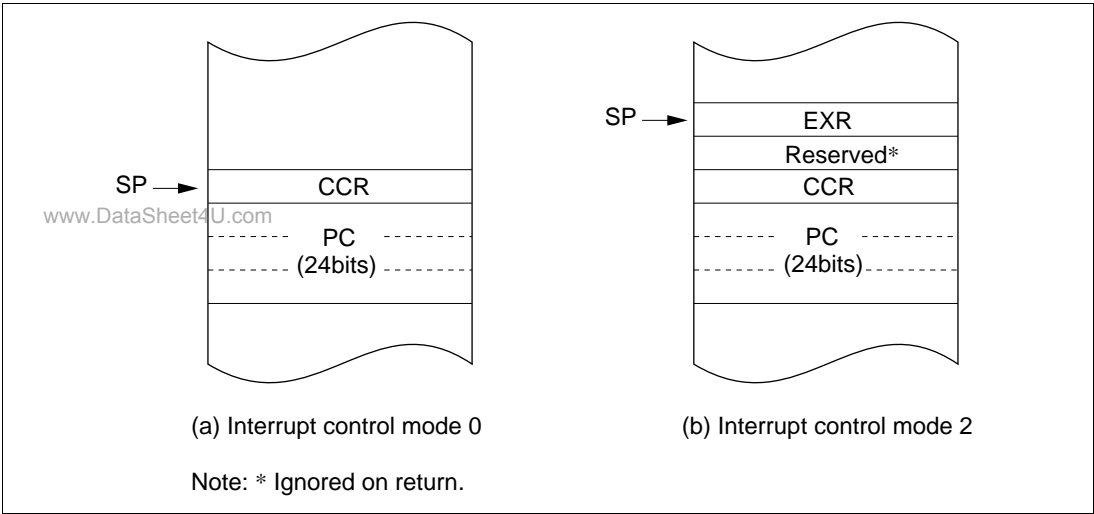 SP
CCR
PC
(24bits)
(a) Interrupt control mode 0
SP
EXR
Reserved*
CCR
PC
(24bits)
(b) Interrupt control mode 2
Note: * Ignored on return.
www.DataSheet4U.com